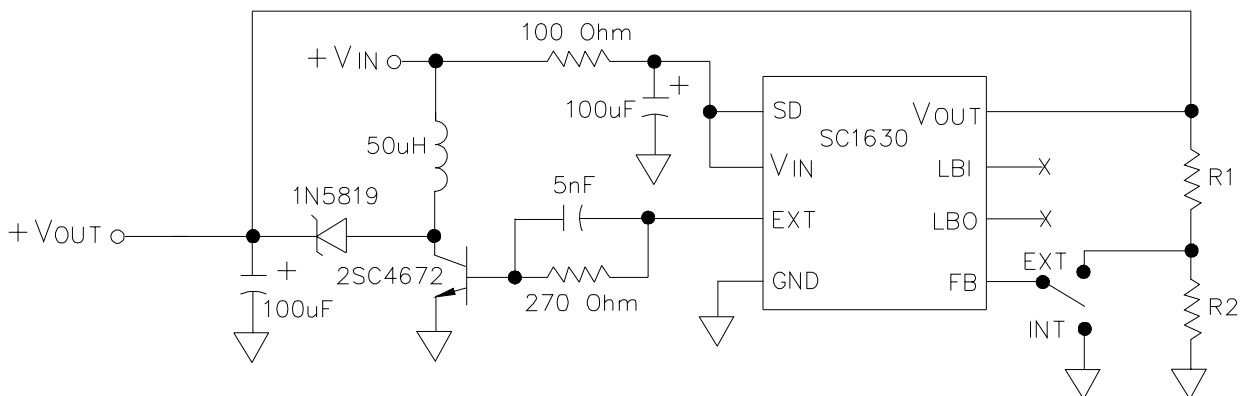 100 Ohm
+VIN
100uF
+
SD
VOUT
SC1630
50uH
VIN
LBI
R1
1N5819
5nF
+VOUT
EXT
LBO
+
2SC4672
EXT
100uF
270 Ohm
GND
FB
R2
INT